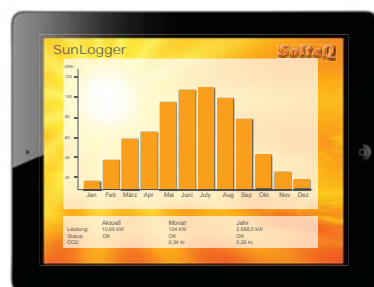 SunLogger
SolteQ
kWh
120
100
80
60
40
20
Jan Feb März Apr Mai Juni July Aug Sep Okt Nov Dez
Aktuell Monat Jahr
Leistung: 10,65 kW 134 kW 2.588,5 kW
Status: OK OK OK
CO2: 0,34 to 5,26 to